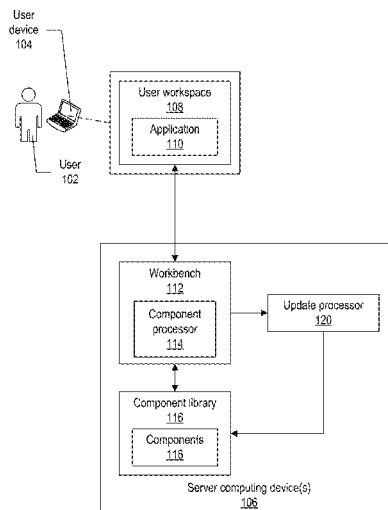 User
device
104
User
102
User workspace
108
Application
110
Workbench
112
Component
processor
114
Update processor
120
Component library
116
Components
118
Server computing device(s)
106